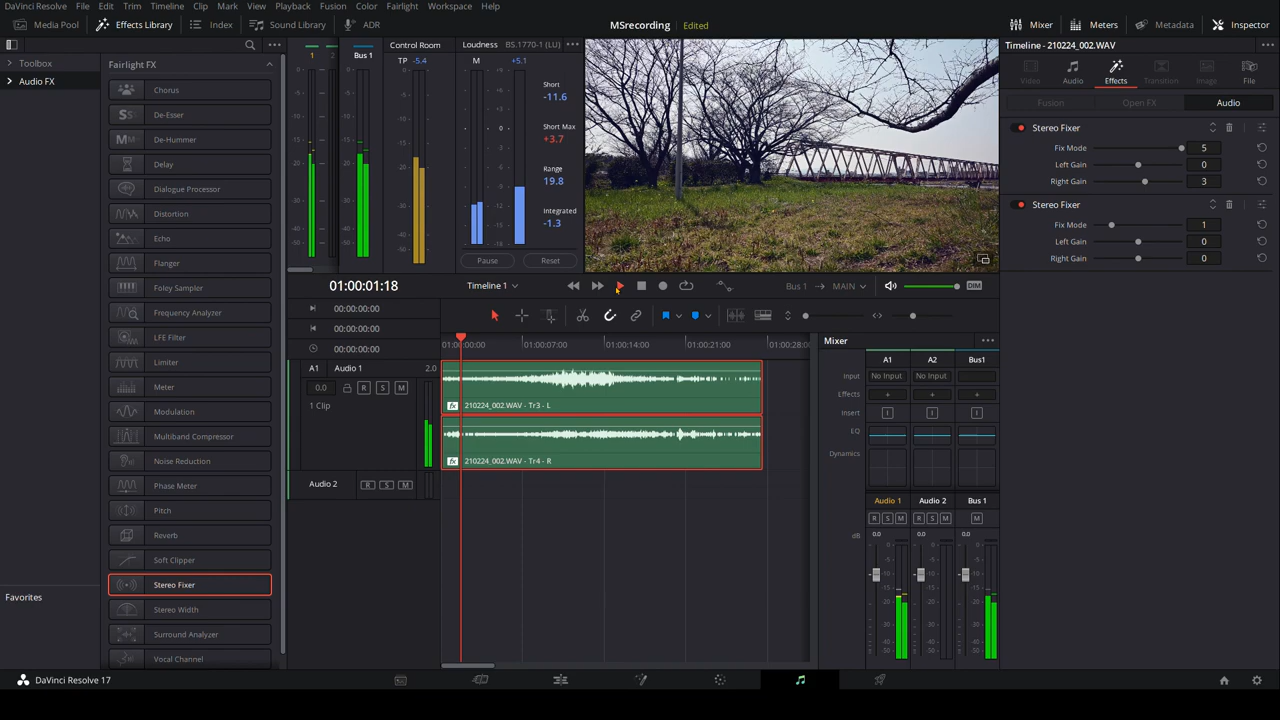 DaVinci Resolve File Edit Trim Timeline Clip Mark View Playback Fusion Color Fairlight Workspace Help
Media Pool Effects Library Index Sound Library ADR MSrecording Edited Mixer Meters Metadata Inspector
Toolbox
Audio FX
Favorites
Fairlight FX
Chorus
De-Esser
De-Hummer
Delay
Dialogue Processor
Distortion
Echo
Flanger
Foley Sampler
Frequency Analyzer
LFE Filter
Limiter
Meter
Modulation
Multiband Compressor
Noise Reduction
Phase Meter
Pitch
Reverb
Soft Clipper
Stereo Fixer
Stereo Width
Surround Analyzer
Vocal Channel
1 2 Bus 1
Control Room
TP -5.4
Loudness BS.1770-1 (LU)
M +5.1
Short
-11.6
Short Max
+3.7
Range
19.8
Integrated
-1.3
Pause Reset
Timeline - 210224_002.WAV
Video Audio Effects Transition Image File
Fusion Open FX Audio
Stereo Fixer
Fix Mode 5
Left Gain 0
Right Gain 3
Stereo Fixer
Fix Mode 1
Left Gain 0
Right Gain 0
01:00:01:18 Timeline 1 Bus 1 → MAIN DIM
00:00:00:00
00:00:00:00
00:00:00:00
01:00:00:00 01:00:07:00 01:00:14:00 01:00:21:00 01:00:28:00
A1 Audio 1 2.0
0.0 R S M
1 Clip
fx 210224_002.WAV - Tr3 - L
fx 210224_002.WAV - Tr4 - R
Audio 2 R S M
Mixer
A1 A2 Bus1
Input No Input No Input
Effects + + +
Insert
EQ
Dynamics
Audio 1 Audio 2 Bus 1
R S M R S M M
dB 0.0 0.0 0.0
DaVinci Resolve 17